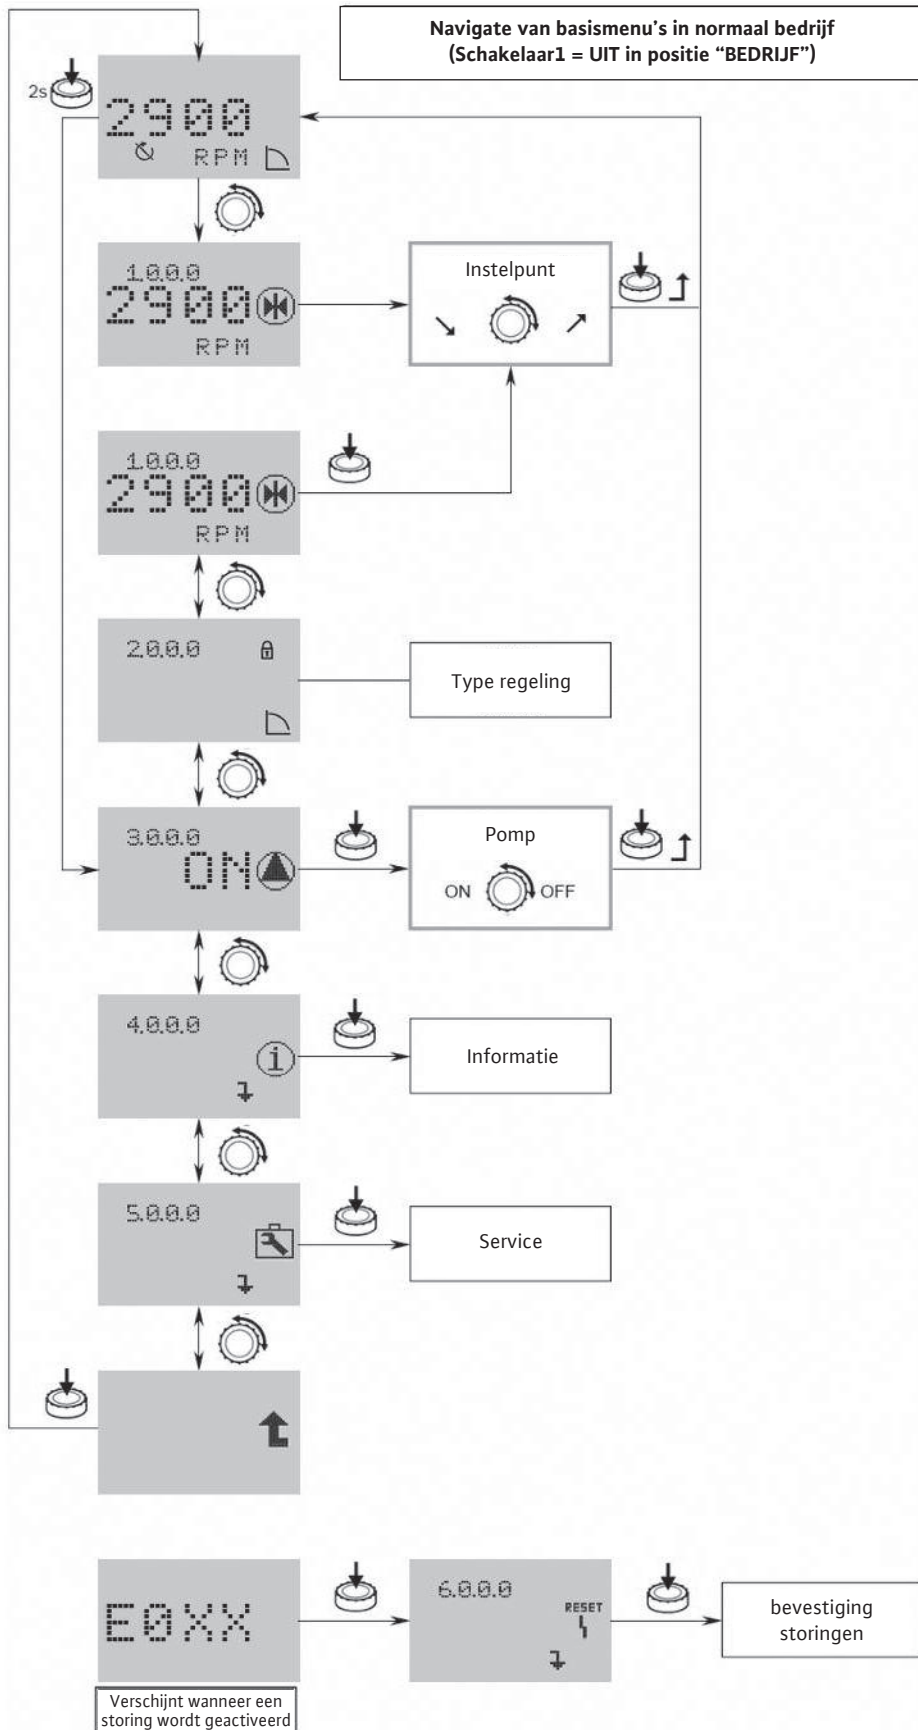 Navigate van basismenu's in normaal bedrijf
(Schakelaar1 = UIT in positie “BEDRIJF”)
2s
2900
RPM
1.0.0.0
2900
RPM
Instelpunt
1.0.0.0
2900
RPM
2.0.0.0
Type regeling
3.0.0.0
ON
Pomp
ON OFF
4.0.0.0
i
Informatie
5.0.0.0
Service
E0XX
6.0.0.0
RESET
bevestiging
storingen
Verschijnt wanneer een
storing wordt geactiveerd